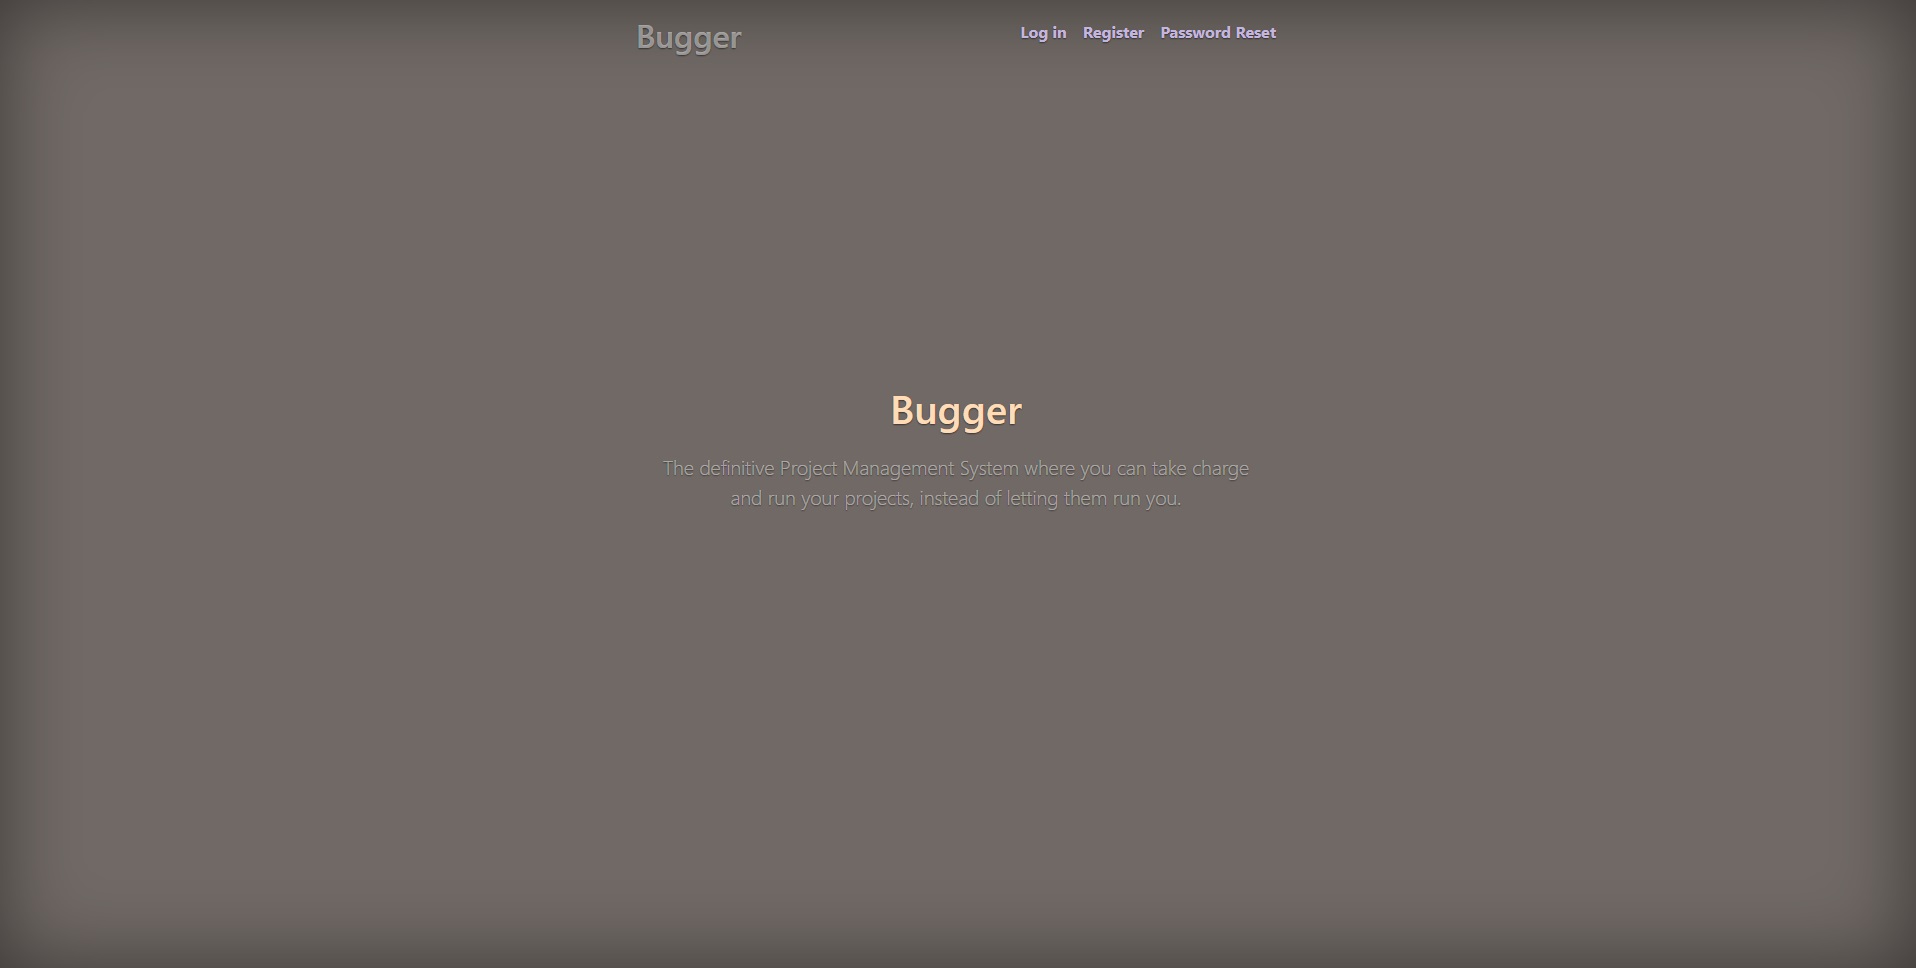 Bugger
Log in Register Password Reset
Bugger
The definitive Project Management System where you can take charge
and run your projects, instead of letting them run you.